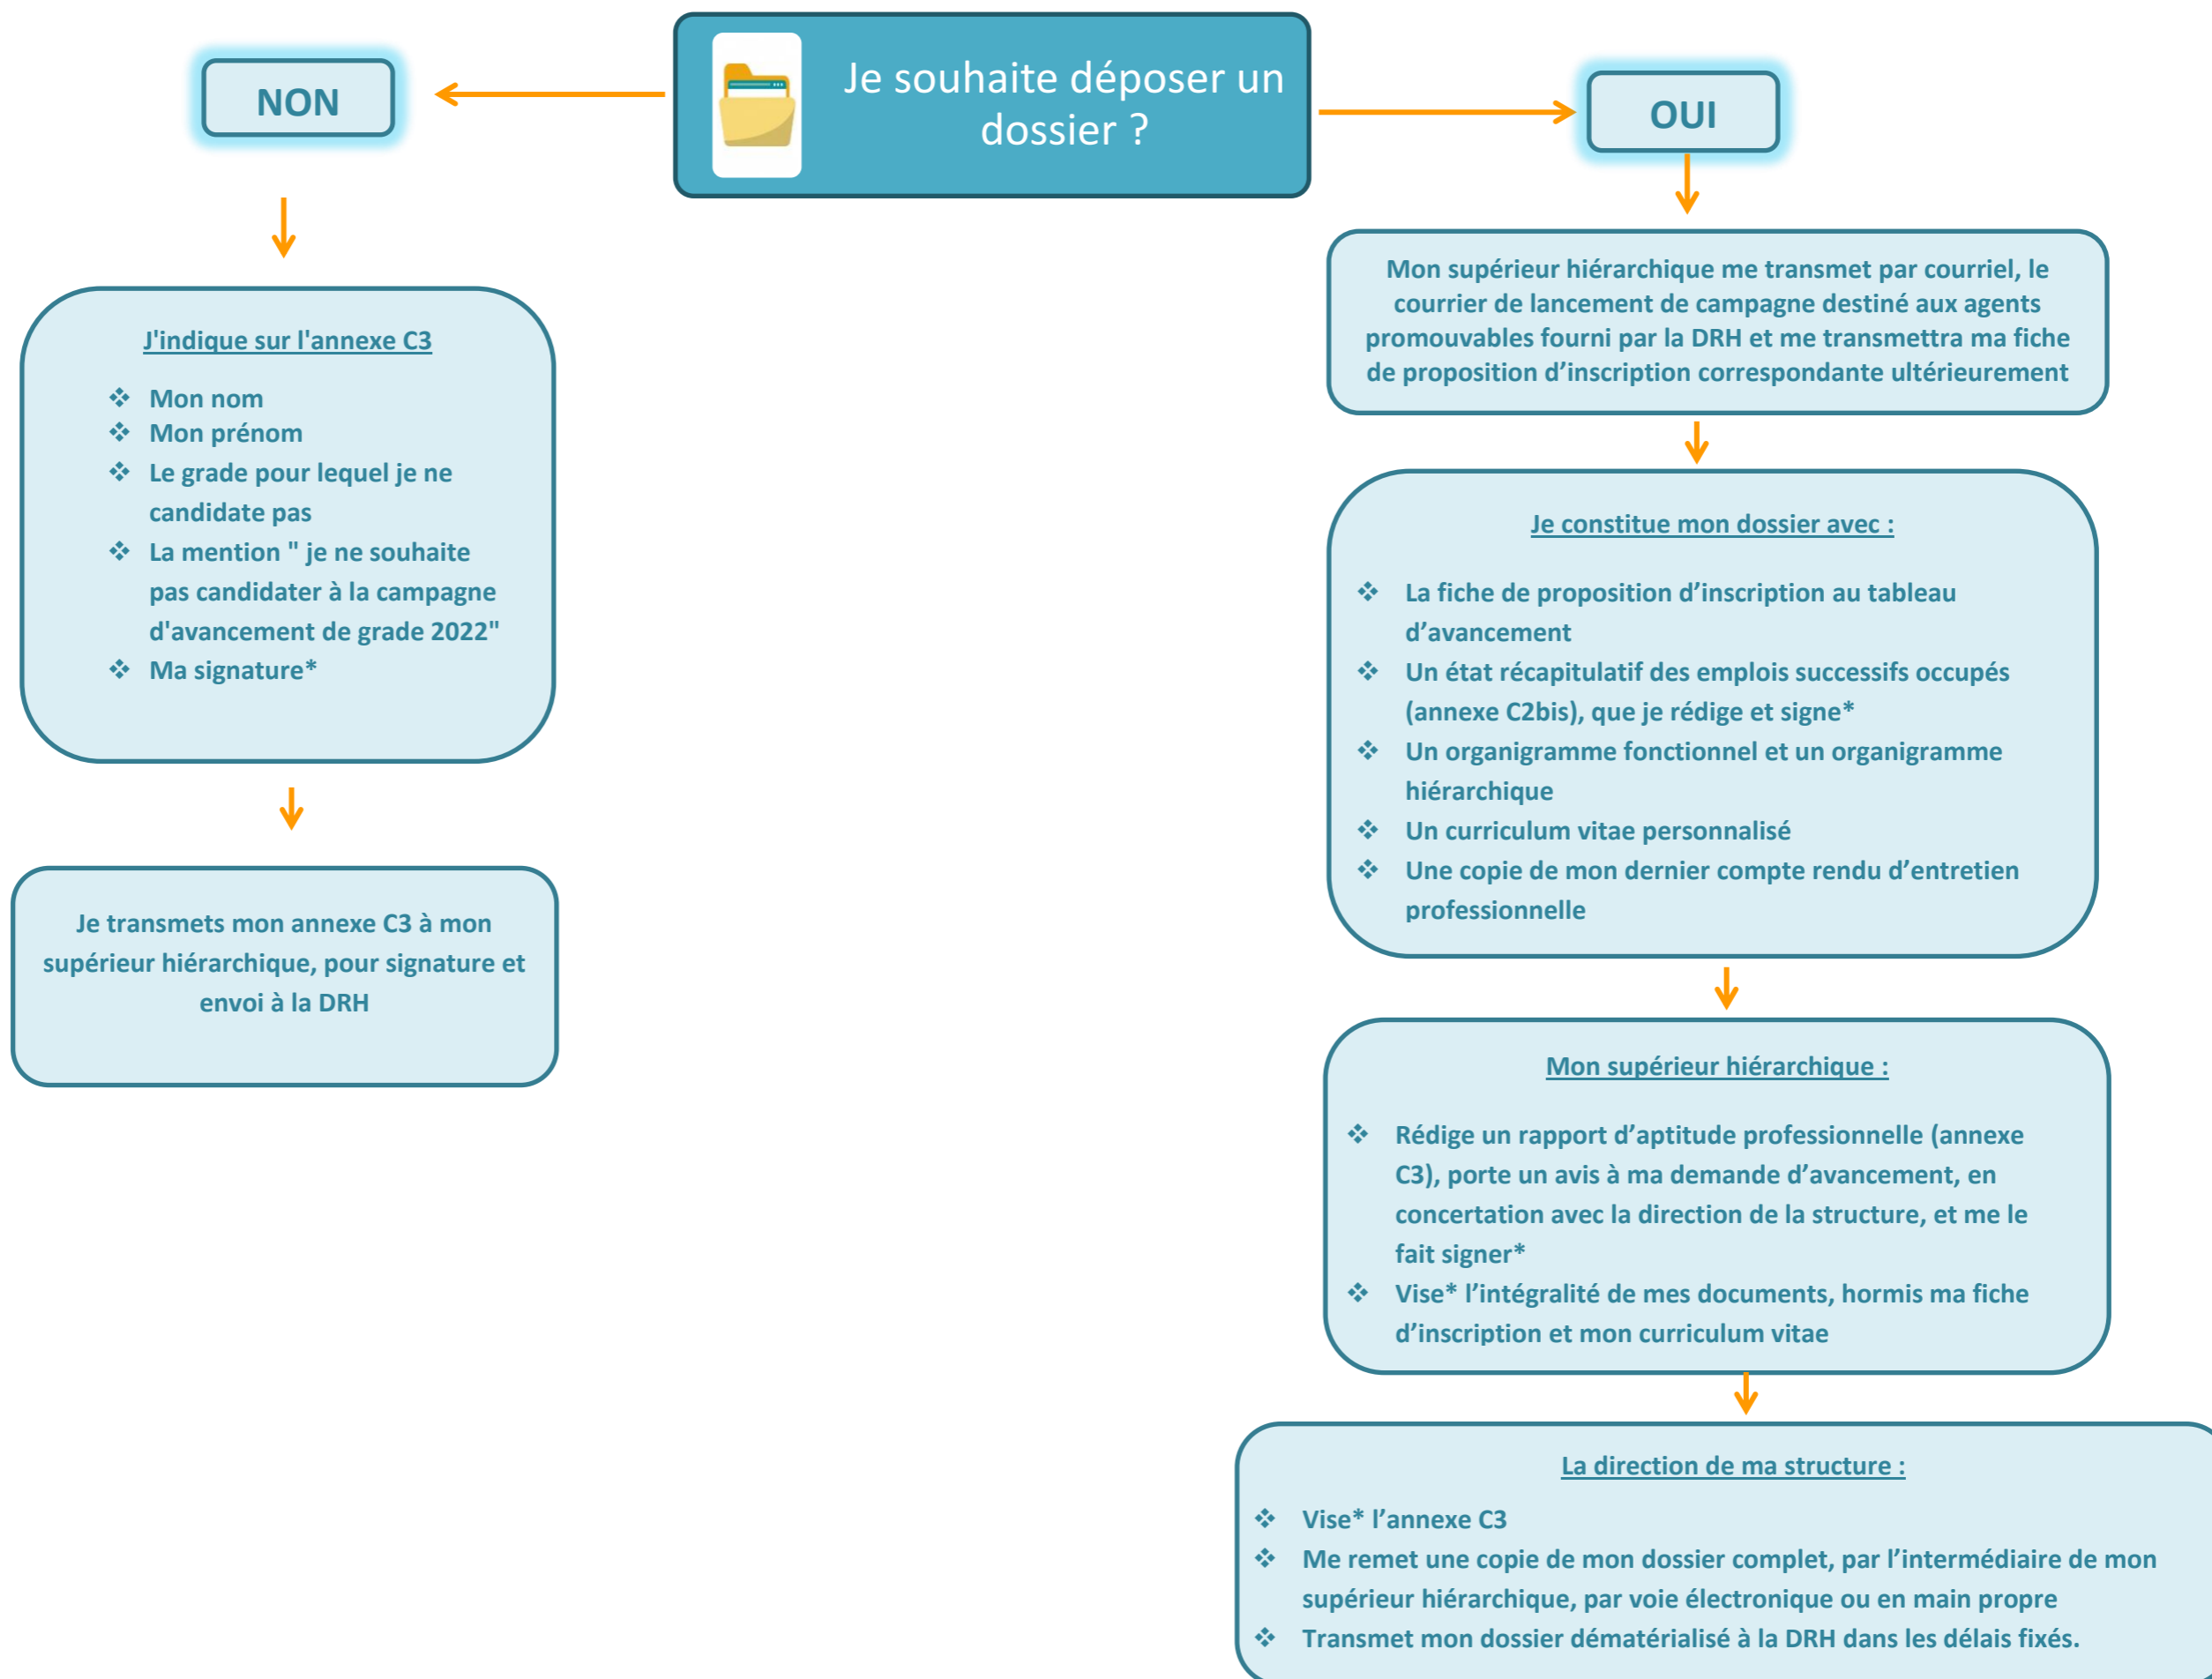 Je souhaite déposer un
dossier ?
NON
J'indique sur l'annexe C3
❖ Mon nom
❖ Mon prénom
❖ Le grade pour lequel je ne
candidate pas
❖ La mention " je ne souhaite
pas candidater à la campagne
d'avancement de grade 2022"
❖ Ma signature*
Je transmets mon annexe C3 à mon
supérieur hiérarchique, pour signature et
envoi à la DRH
OUI
Mon supérieur hiérarchique me transmet par courriel, le
courrier de lancement de campagne destiné aux agents
promouvables fourni par la DRH et me transmettra ma fiche
de proposition d’inscription correspondante ultérieurement
Je constitue mon dossier avec :
❖ La fiche de proposition d’inscription au tableau
d’avancement
❖ Un état récapitulatif des emplois successifs occupés
(annexe C2bis), que je rédige et signe*
❖ Un organigramme fonctionnel et un organigramme
hiérarchique
❖ Un curriculum vitae personnalisé
❖ Une copie de mon dernier compte rendu d’entretien
professionnelle
Mon supérieur hiérarchique :
❖ Rédige un rapport d’aptitude professionnelle (annexe
C3), porte un avis à ma demande d’avancement, en
concertation avec la direction de la structure, et me le
fait signer*
❖ Vise* l’intégralité de mes documents, hormis ma fiche
d’inscription et mon curriculum vitae
La direction de ma structure :
❖ Vise* l’annexe C3
❖ Me remet une copie de mon dossier complet, par l’intermédiaire de mon
supérieur hiérarchique, par voie électronique ou en main propre
❖ Transmet mon dossier dématérialisé à la DRH dans les délais fixés.